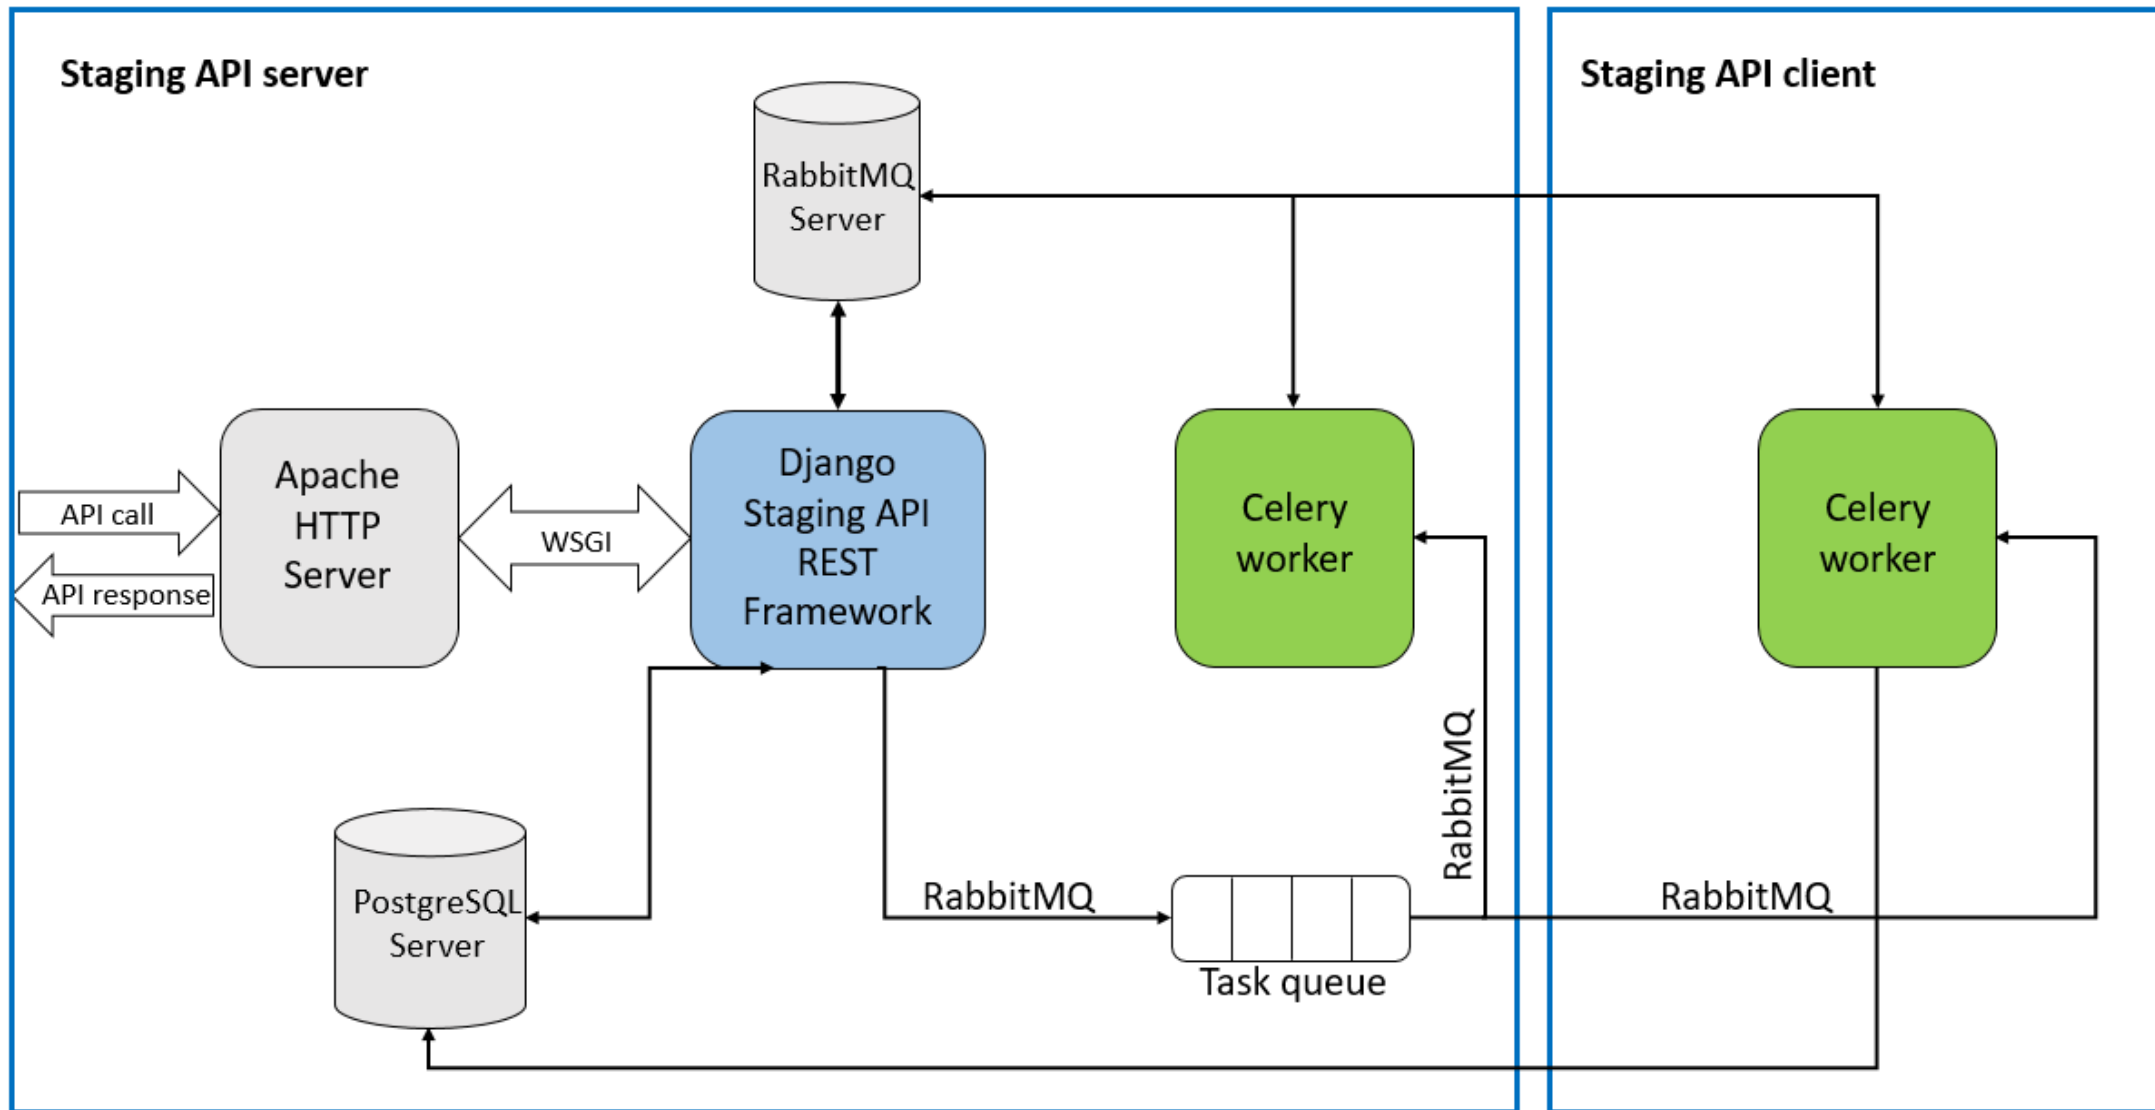 Staging API server
Staging API client
RabbitMQ
Server
Apache
HTTP
Server
API call
API response
WSGI
Django
Staging API
REST
Framework
Celery
worker
Celery
worker
RabbitMQ
PostgreSQL
Server
RabbitMQ
RabbitMQ
Task queue